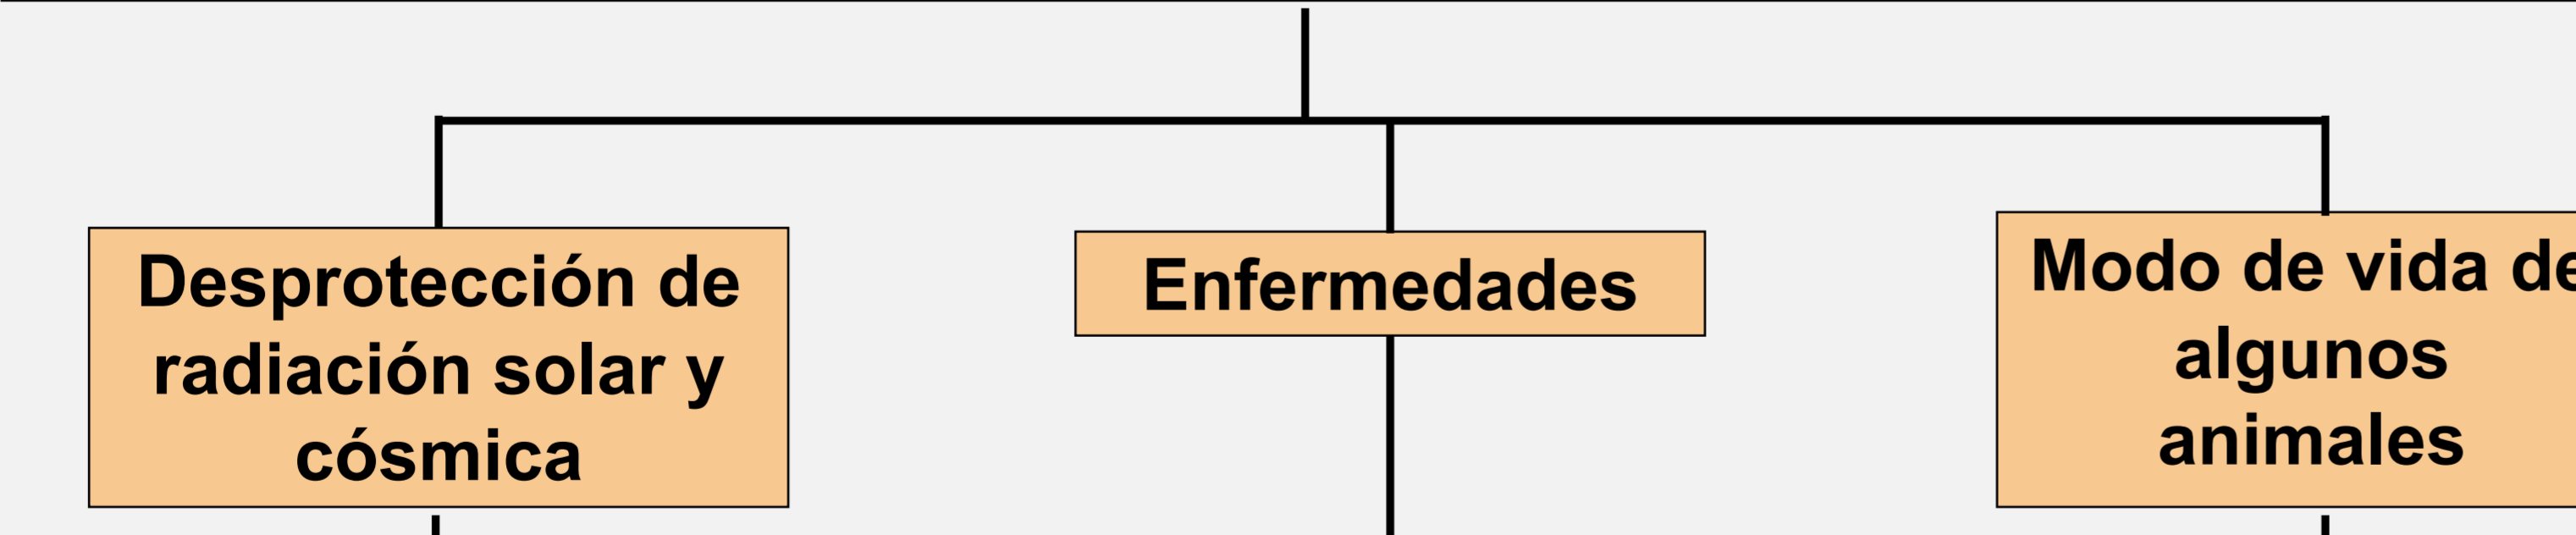 Desprotección de
radiación solar y
cósmica
Enfermedades
Modo de vida de
algunos
animales